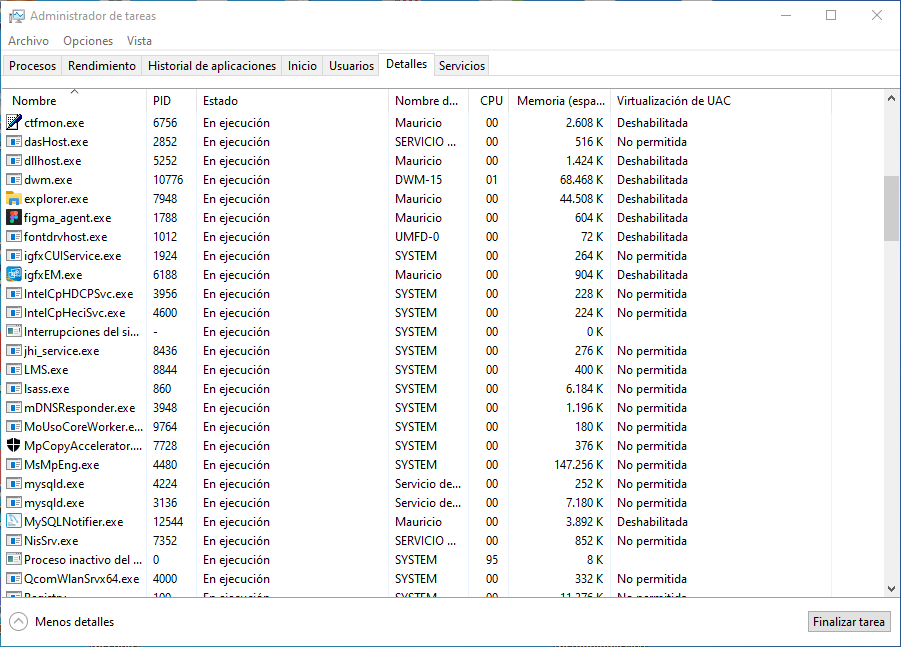 Administrador de tareas
Archivo Opciones Vista
Procesos Rendimiento Historial de aplicaciones Inicio Usuarios Detalles Servicios
Nombre PID Estado Nombre d... CPU Memoria (espa... Virtualización de UAC
ctfmon.exe 6756 En ejecución Mauricio 00 2.608 K Deshabilitada
dasHost.exe 2852 En ejecución SERVICIO ... 00 516 K No permitida
dllhost.exe 5252 En ejecución Mauricio 00 1.424 K Deshabilitada
dwm.exe 10776 En ejecución DWM-15 01 68.468 K Deshabilitada
explorer.exe 7948 En ejecución Mauricio 00 44.508 K Deshabilitada
figma_agent.exe 1788 En ejecución Mauricio 00 604 K Deshabilitada
fontdrvhost.exe 1012 En ejecución UMFD-0 00 72 K Deshabilitada
igfxCUIService.exe 1924 En ejecución SYSTEM 00 264 K No permitida
igfxEM.exe 6188 En ejecución Mauricio 00 904 K Deshabilitada
IntelCpHDCPSvc.exe 3956 En ejecución SYSTEM 00 228 K No permitida
IntelCpHeciSvc.exe 4600 En ejecución SYSTEM 00 224 K No permitida
Interrupciones del si... - En ejecución SYSTEM 00 0 K
jhi_service.exe 8436 En ejecución SYSTEM 00 276 K No permitida
LMS.exe 8844 En ejecución SYSTEM 00 400 K No permitida
lsass.exe 860 En ejecución SYSTEM 00 6.184 K No permitida
mDNSResponder.exe 3948 En ejecución SYSTEM 00 1.196 K No permitida
MoUsoCoreWorker.e... 9764 En ejecución SYSTEM 00 180 K No permitida
MpCopyAccelerator.... 7728 En ejecución SYSTEM 00 376 K No permitida
MsMpEng.exe 4480 En ejecución SYSTEM 00 147.256 K No permitida
mysqld.exe 4224 En ejecución Servicio de... 00 252 K No permitida
mysqld.exe 3136 En ejecución Servicio de... 00 7.180 K No permitida
MySQLNotifier.exe 12544 En ejecución Mauricio 00 3.892 K Deshabilitada
NisSrv.exe 7352 En ejecución SERVICIO ... 00 852 K No permitida
Proceso inactivo del ... 0 En ejecución SYSTEM 95 8 K
QcomWlanSrvx64.exe 4000 En ejecución SYSTEM 00 332 K No permitida
Registry 100 En ejecución SYSTEM 00 11.376 K No permitida
Menos detalles Finalizar tarea